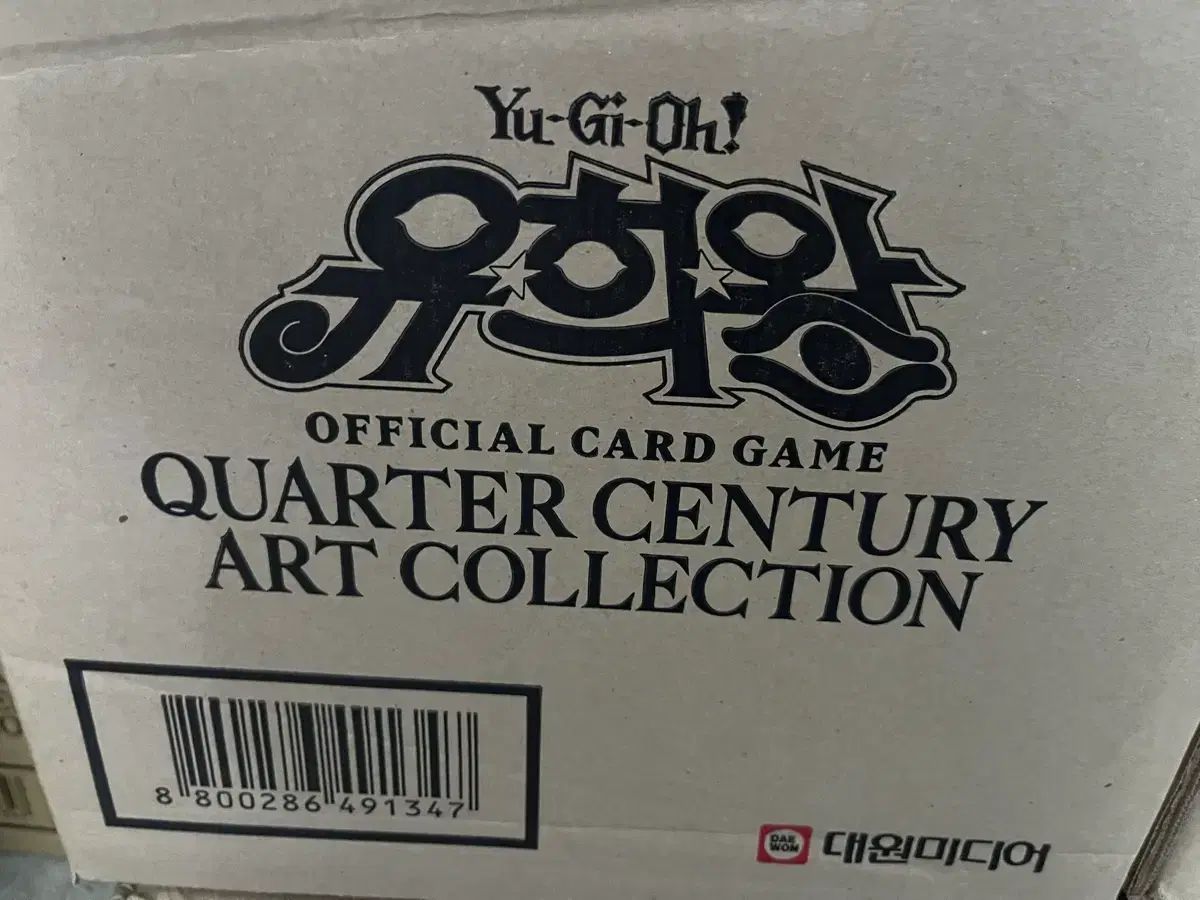 Yu-Gi-Oh!
유희왕
OFFICIAL CARD GAME
QUARTER CENTURY
ART COLLECTION
8 800286 491347
DAE
WON
대원미디어